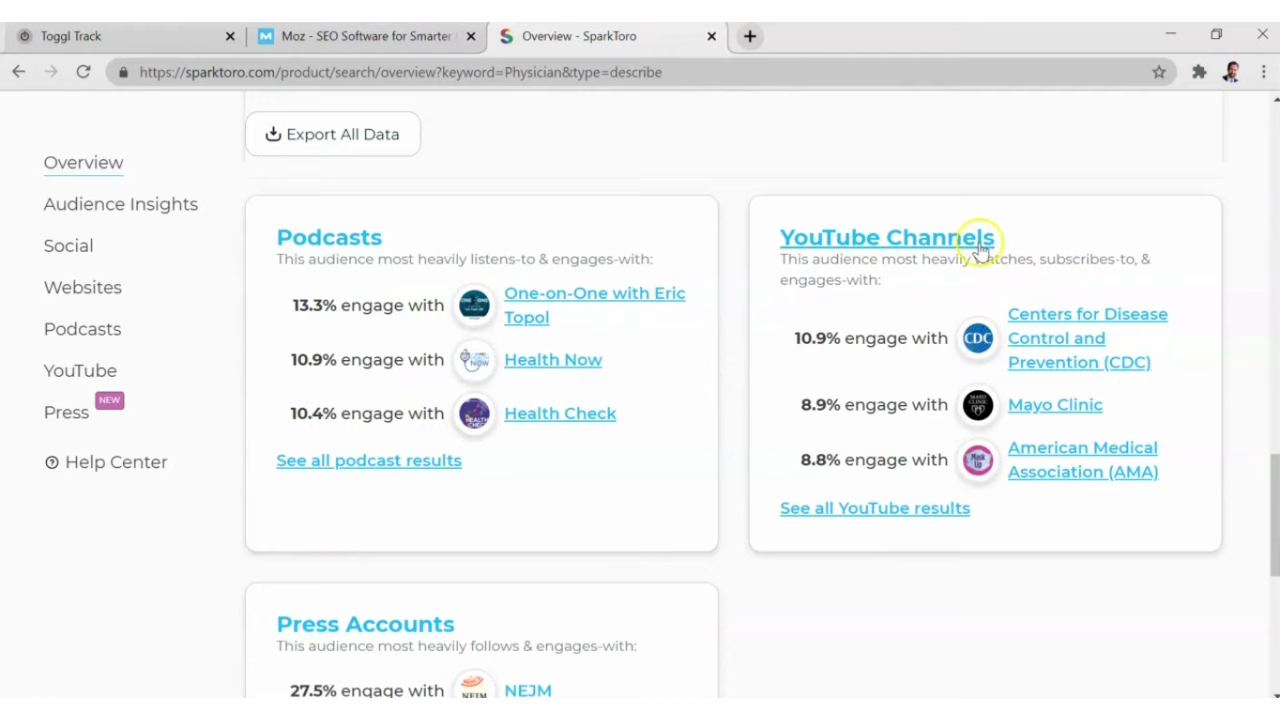 Toggl Track
Moz - SEO Software for Smarter
Overview - SparkToro
https://sparktoro.com/product/search/overview?keyword=Physician&type=describe
Export All Data
Overview
Audience Insights
Social
Websites
Podcasts
YouTube
Press NEW
Help Center
Podcasts
This audience most heavily listens-to & engages-with:
13.3% engage with
One-on-One with Eric
Topol
10.9% engage with
Health Now
10.4% engage with
Health Check
See all podcast results
YouTube Channels
This audience most heavily watches, subscribes-to, &
engages-with:
10.9% engage with
CDC
Centers for Disease
Control and
Prevention (CDC)
8.9% engage with
Mayo Clinic
8.8% engage with
Mask
Up
American Medical
Association (AMA)
See all YouTube results
Press Accounts
This audience most heavily follows & engages-with:
27.5% engage with
NEJM
NEJM